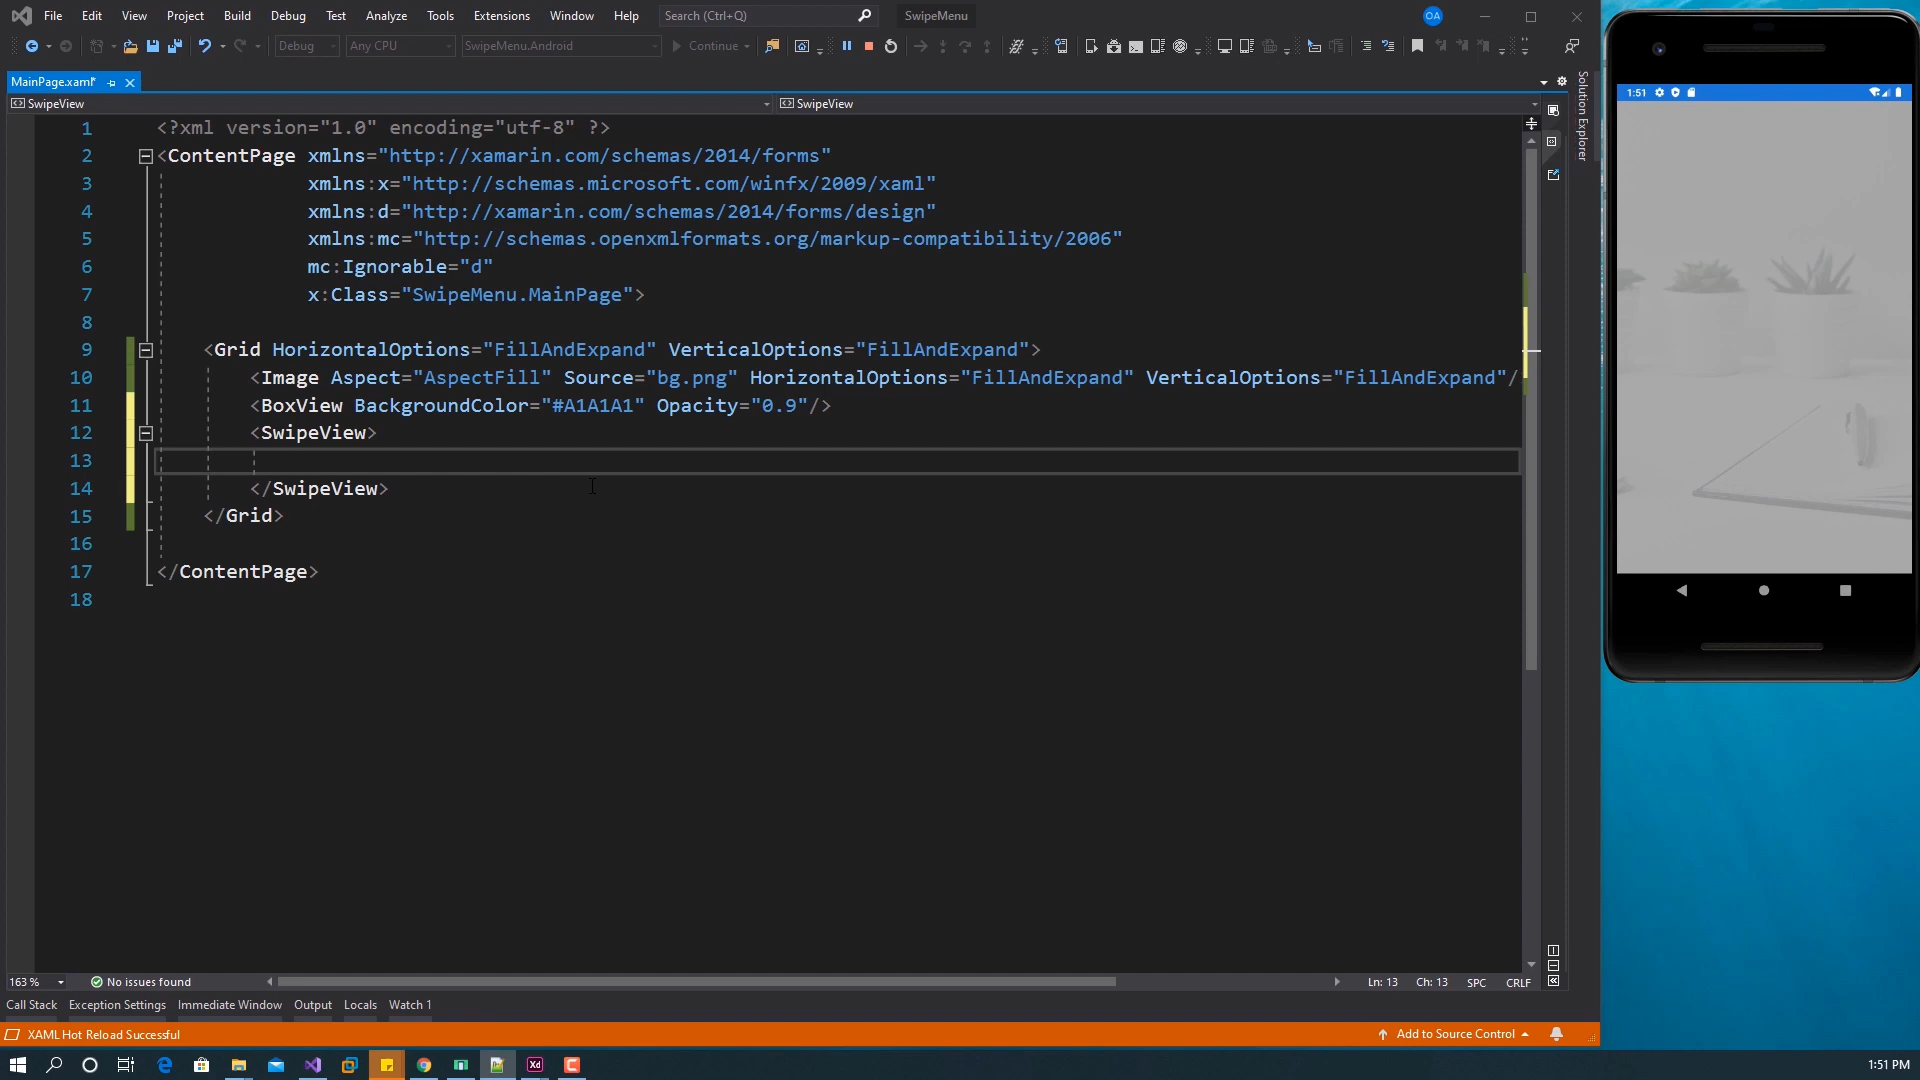 File Edit View Project Build Debug Test Analyze Tools Extensions Window Help Search (Ctrl+Q) SwipeMenu OA
Debug Any CPU SwipeMenu.Android Continue
MainPage.xaml*
SwipeView SwipeView
Solution Explorer
1 <?xml version="1.0" encoding="utf-8" ?>
2 <ContentPage xmlns="http://xamarin.com/schemas/2014/forms"
3 xmlns:x="http://schemas.microsoft.com/winfx/2009/xaml"
4 xmlns:d="http://xamarin.com/schemas/2014/forms/design"
5 xmlns:mc="http://schemas.openxmlformats.org/markup-compatibility/2006"
6 mc:Ignorable="d"
7 x:Class="SwipeMenu.MainPage">
8
9 <Grid HorizontalOptions="FillAndExpand" VerticalOptions="FillAndExpand">
10 <Image Aspect="AspectFill" Source="bg.png" HorizontalOptions="FillAndExpand" VerticalOptions="FillAndExpand"/
11 <BoxView BackgroundColor="#A1A1A1" Opacity="0.9"/>
12 <SwipeView>
13
14 </SwipeView>
15 </Grid>
16
17 </ContentPage>
18
1:51
163 % No issues found Ln: 13 Ch: 13 SPC CRLF
Call Stack Exception Settings Immediate Window Output Locals Watch 1
XAML Hot Reload Successful Add to Source Control
Xd
1:51 PM